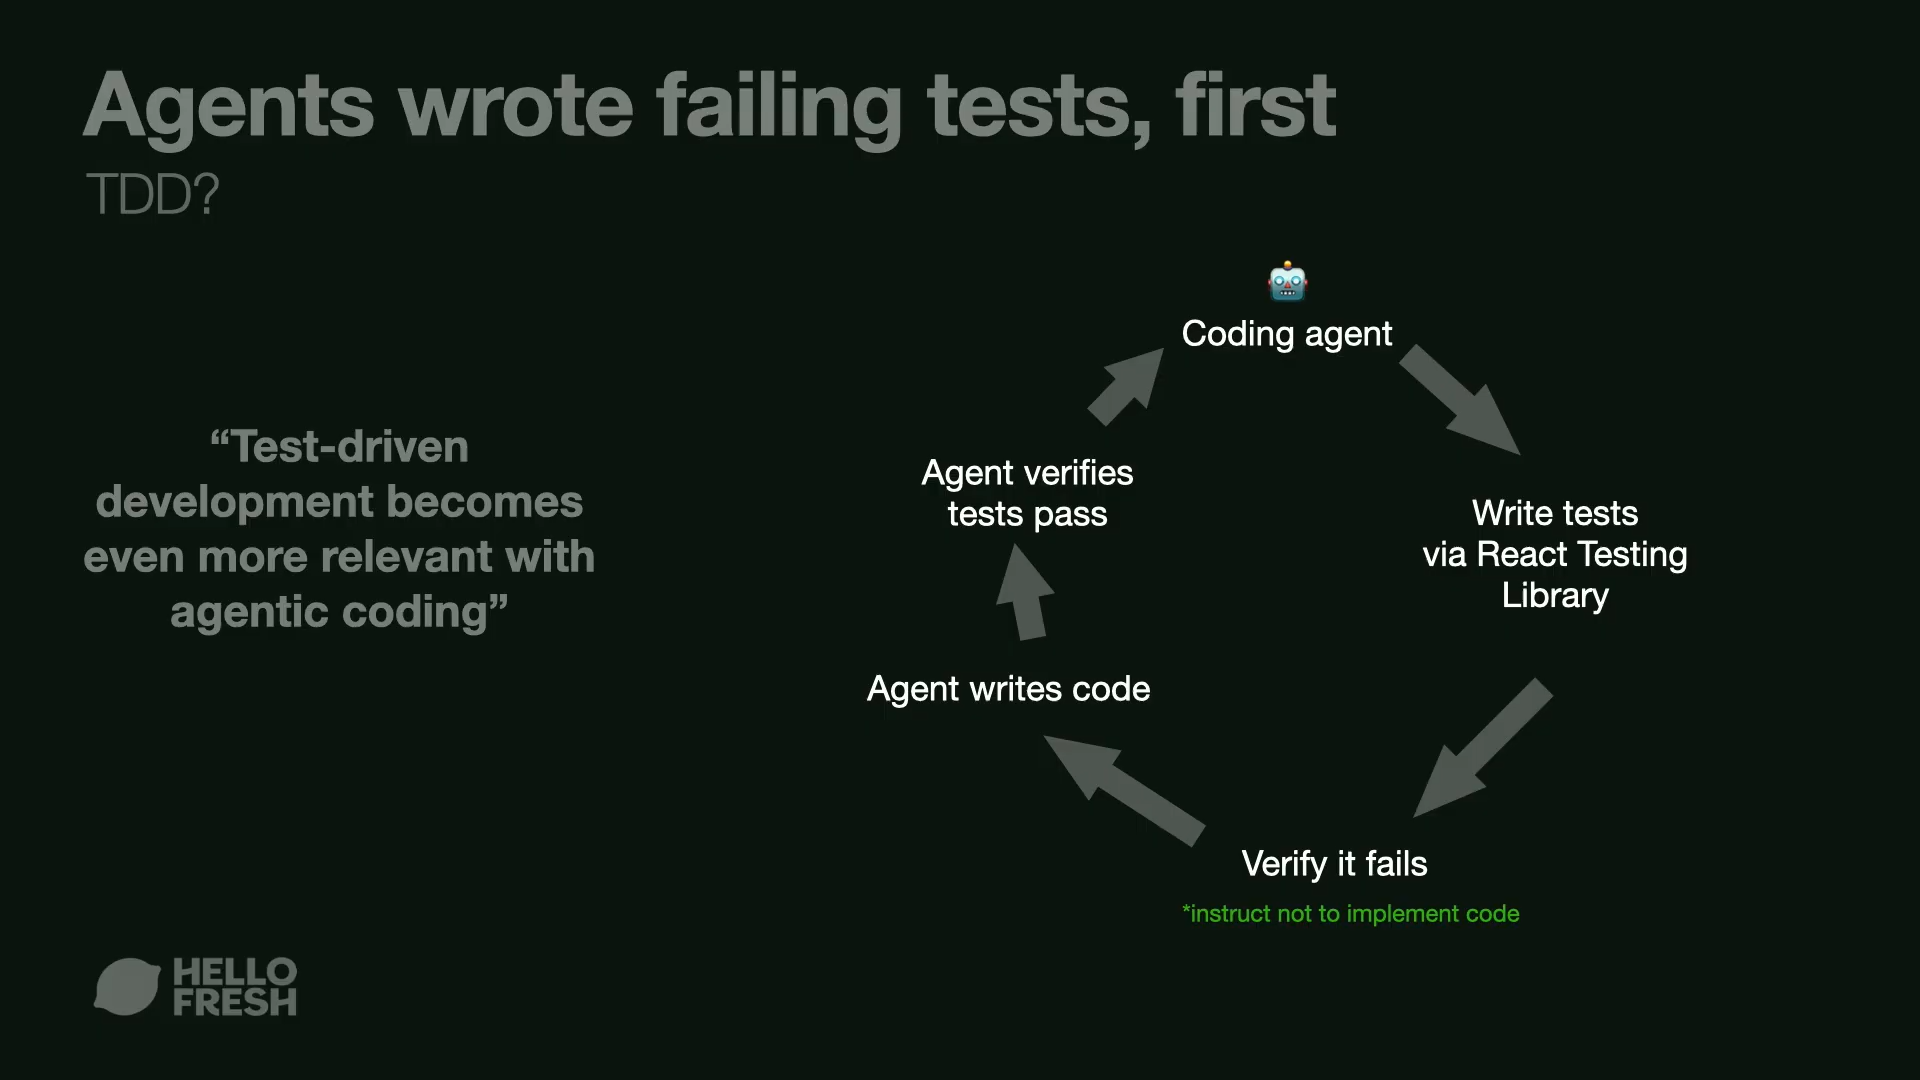 Agents wrote failing tests, first
TDD?
“Test-driven
development becomes
even more relevant with
agentic coding”
Coding agent
Write tests
via React Testing
Library
Verify it fails
*instruct not to implement code
Agent writes code
Agent verifies
tests pass
HELLO
FRESH